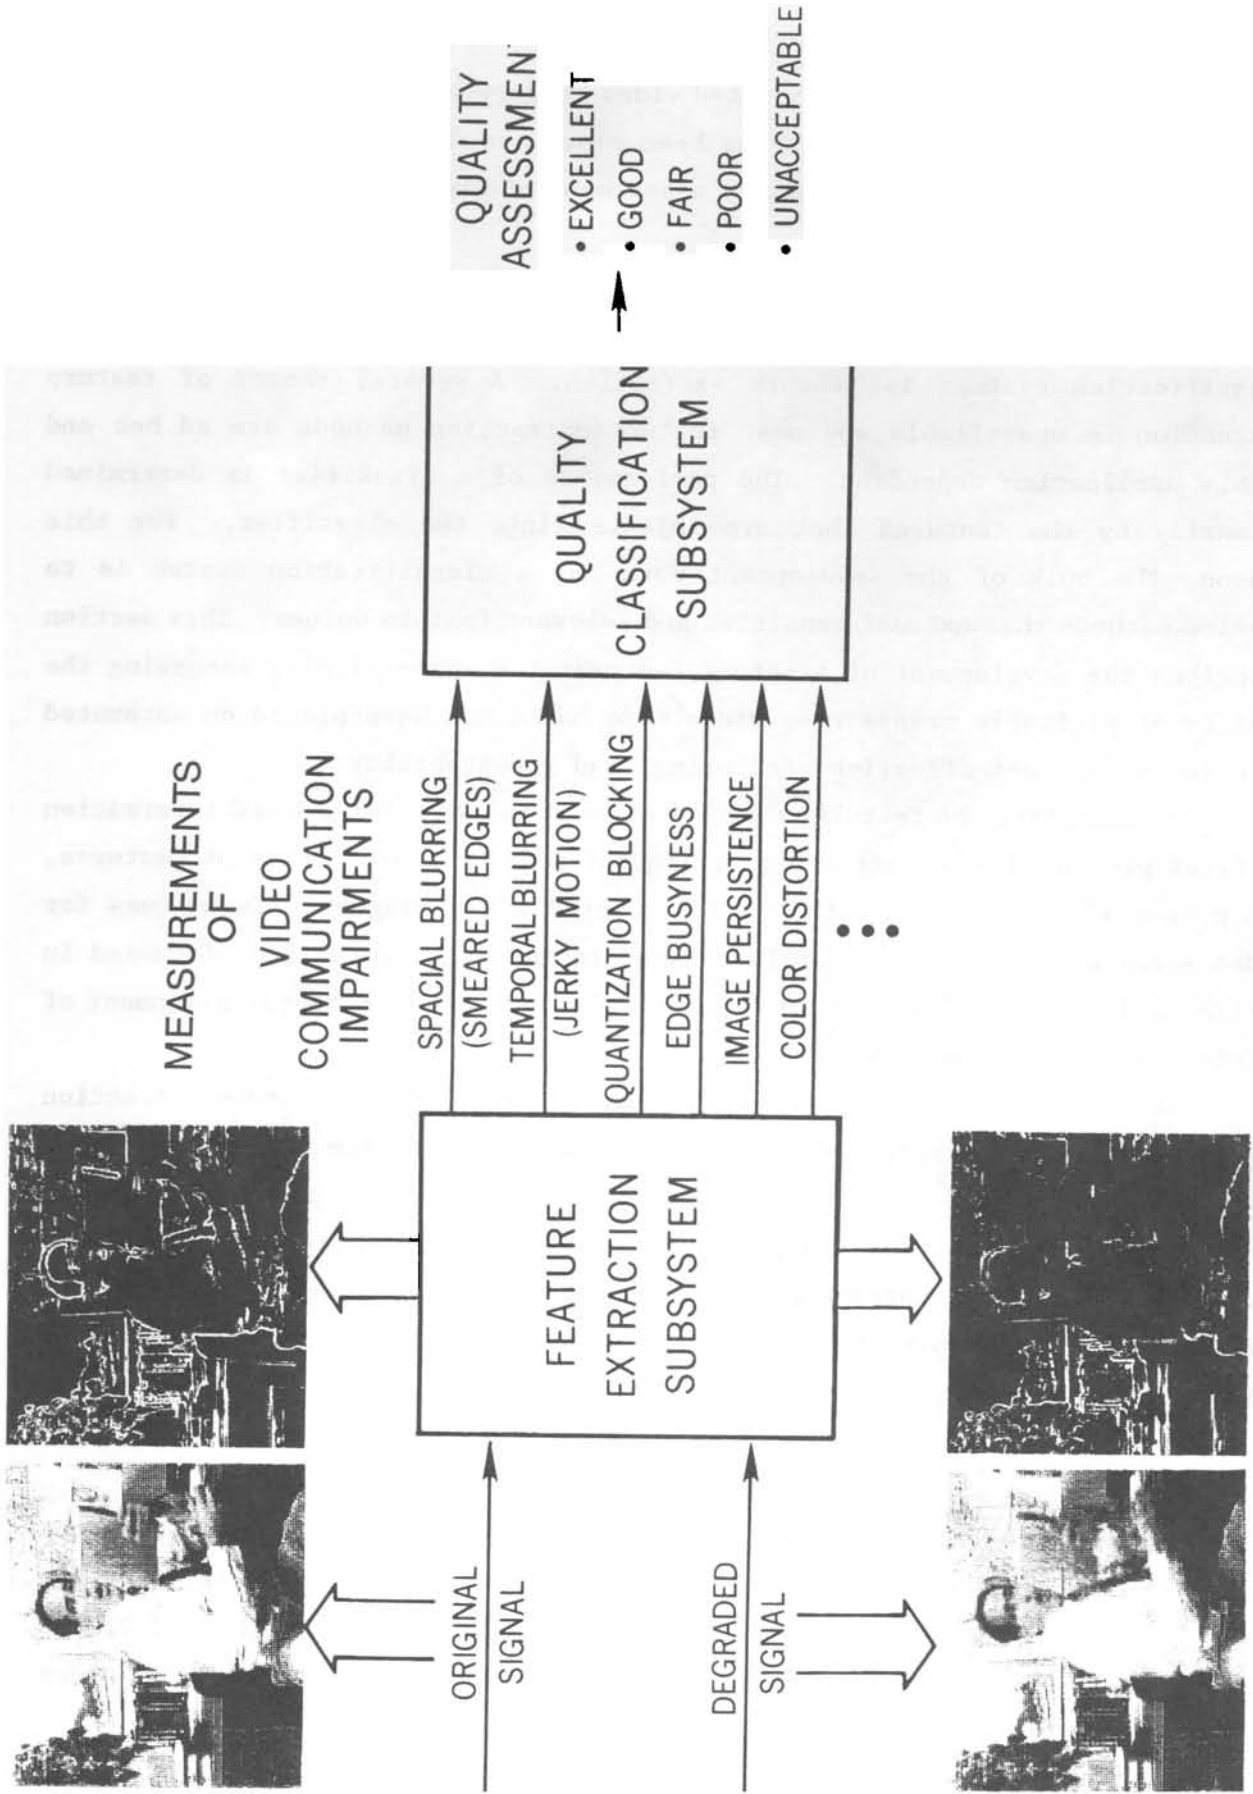 ORIGINAL
SIGNAL
DEGRADED
SIGNAL
FEATURE
EXTRACTION
SUBSYSTEM
MEASUREMENTS
OF
VIDEO
COMMUNICATION
IMPAIRMENTS
SPACIAL BLURRING
(SMEARED EDGES)
TEMPORAL BLURRING
(JERKY MOTION)
QUANTIZATION BLOCKING
EDGE BUSYNESS
IMAGE PERSISTENCE
COLOR DISTORTION
QUALITY
CLASSIFICATION
SUBSYSTEM
QUALITY
ASSESSMEN
• EXCELLENT
• GOOD
• FAIR
• POOR
• UNACCEPTABLE